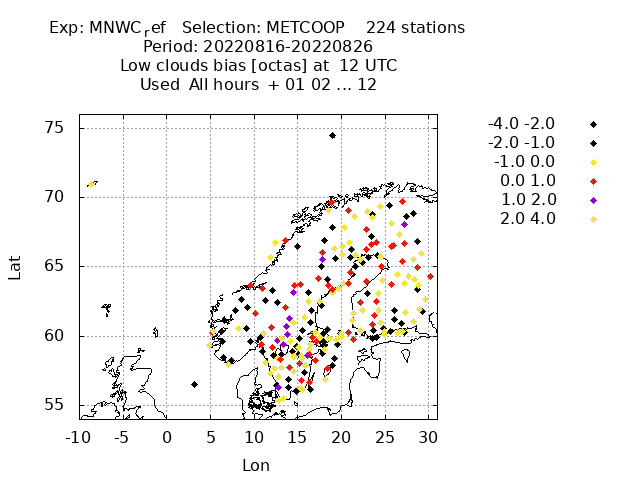 Exp: MNWCref   Selection: METCOOP    224 stations
Period: 20220816-20220826
Low clouds bias [octas] at  12 UTC
Used  All hours  + 01 02 ... 12
75
70
65
60
55
-10 -5 0 5 10 15 20 25 30
Lat
Lon
-4.0 -2.0
-2.0 -1.0
-1.0 0.0
0.0 1.0
1.0 2.0
2.0 4.0